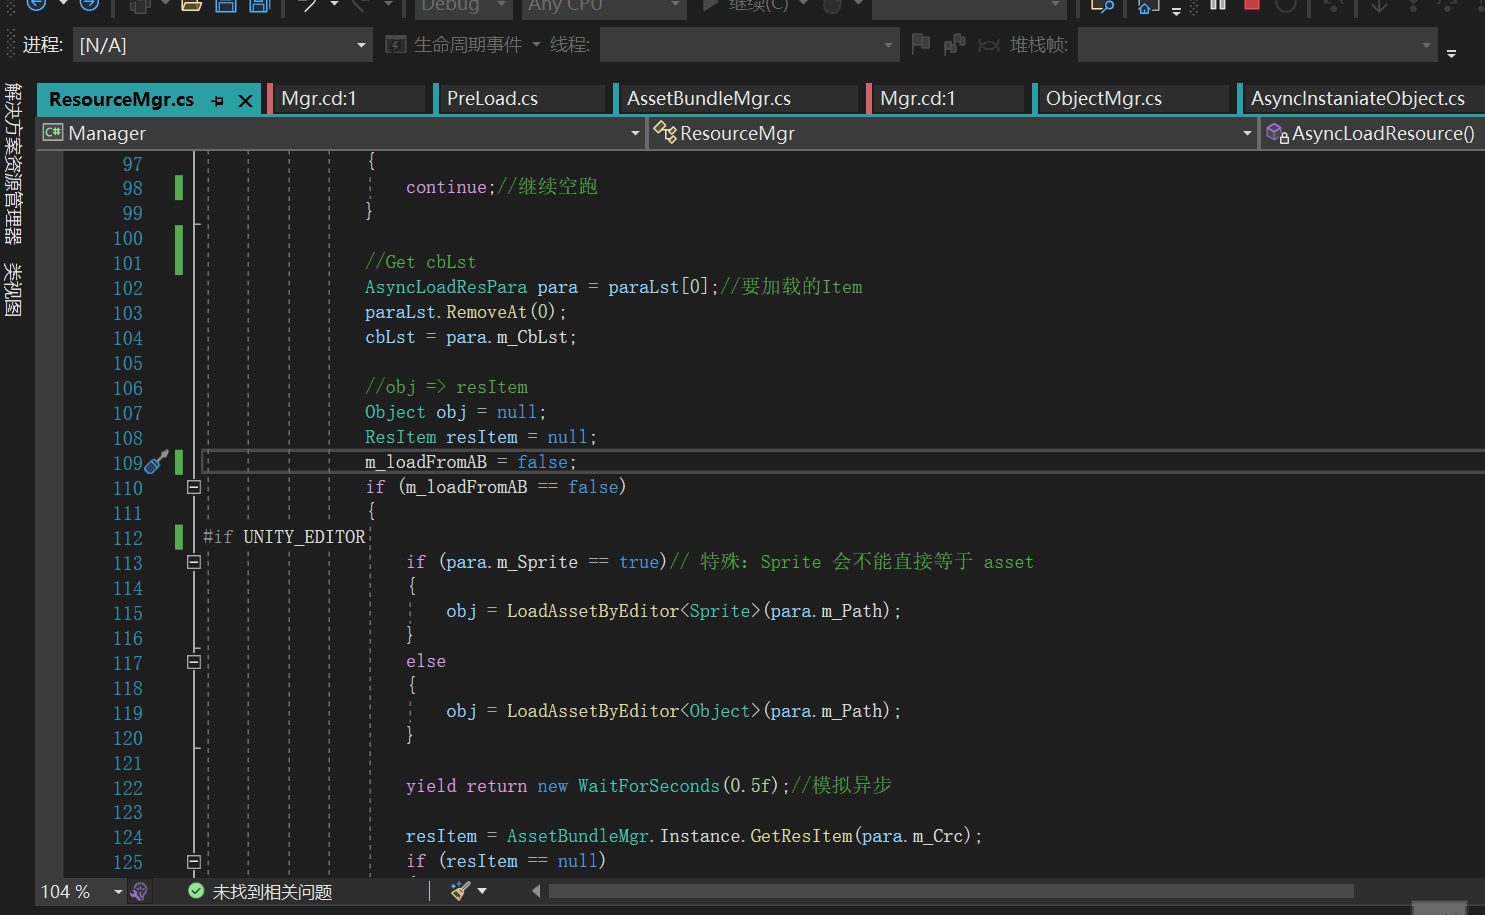 Debug Any CPU 继续(C)
进程: [N/A] 生命周期事件 线程: 堆栈帧:
解决方案资源管理器 类视图
ResourceMgr.cs Mgr.cd:1 PreLoad.cs AssetBundleMgr.cs Mgr.cd:1 ObjectMgr.cs AsyncInstaniateObject.cs
C# Manager ResourceMgr AsyncLoadResource()
97 {
98 continue;//继续空跑
99 }
100
101 //Get cbLst
102 AsyncLoadResPara para = paraLst[0];//要加载的Item
103 paraLst.RemoveAt(0);
104 cbLst = para.m_CbLst;
105
106 //obj => resItem
107 Object obj = null;
108 ResItem resItem = null;
109 m_loadFromAB = false;
110 if (m_loadFromAB == false)
111 {
112 #if UNITY_EDITOR
113 if (para.m_Sprite == true)// 特殊: Sprite 会不能直接等于 asset
114 {
115 obj = LoadAssetByEditor<Sprite>(para.m_Path);
116 }
117 else
118 {
119 obj = LoadAssetByEditor<Object>(para.m_Path);
120 }
121
122 yield return new WaitForSeconds(0.5f);//模拟异步
123
124 resItem = AssetBundleMgr.Instance.GetResItem(para.m_Crc);
125 if (resItem == null)
104 % 未找到相关问题